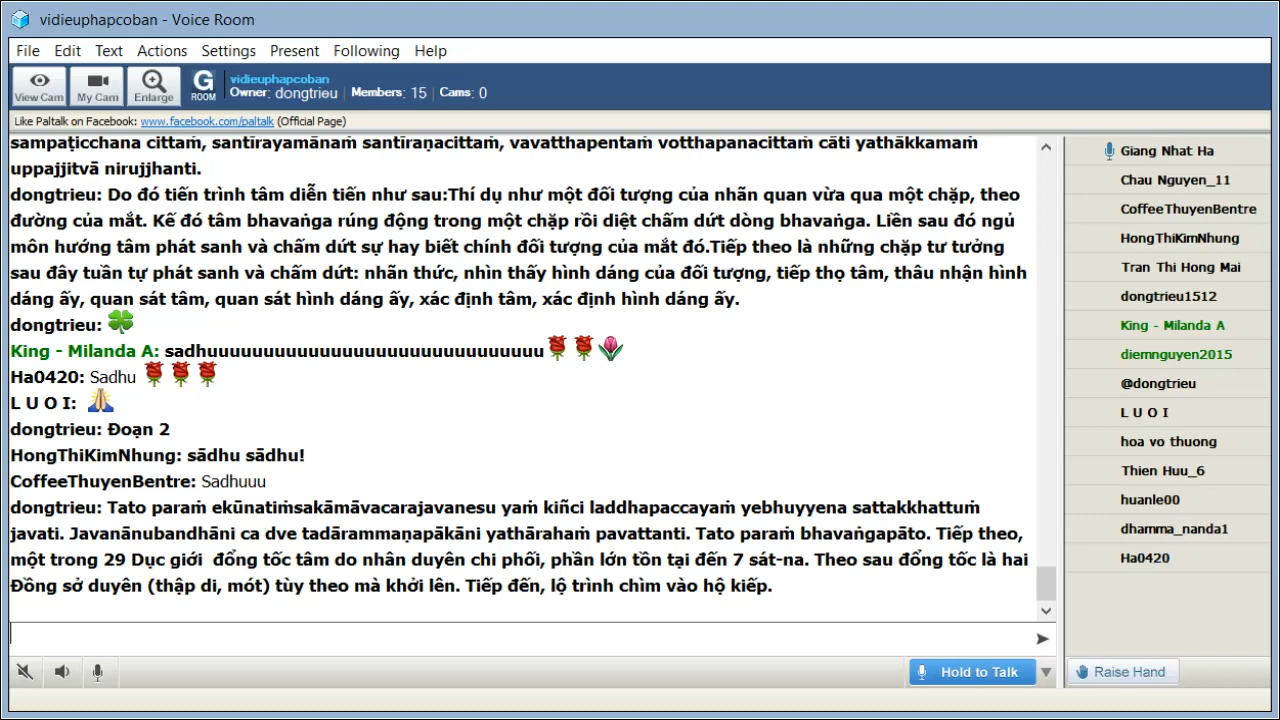 vidieuphapcoban - Voice Room
File Edit Text Actions Settings Present Following Help
View Cam My Cam Enlarge G ROOM
vidieuphapcoban
Owner: dongtrieu | Members: 15 | Cams: 0
Like Paltalk on Facebook: www.facebook.com/paltalk (Official Page)
sampaṭicchana cittaṁ, santīrayamānaṁ santīraṇacittaṁ, vavatthapentaṁ votthapanacittaṁ cāti yathākkamaṁ
uppajjitvā nirujjhanti.
dongtrieu: Do đó tiến trình tâm diễn tiến như sau:Thí dụ như một đối tượng của nhãn quan vừa qua một chặp, theo
đường của mắt. Kế đó tâm bhavaṅga rúng động trong một chặp rồi diệt chấm dứt dòng bhavaṅga. Liền sau đó ngủ
môn hướng tâm phát sanh và chấm dứt sự hay biết chính đối tượng của mắt đó.Tiếp theo là những chặp tư tưởng
sau đây tuần tự phát sanh và chấm dứt: nhãn thức, nhìn thấy hình dáng của đối tượng, tiếp thọ tâm, thâu nhận hình
dáng ấy, quan sát tâm, quan sát hình dáng ấy, xác định tâm, xác định hình dáng ấy.
dongtrieu:
King - Milanda A: sadhuuuuuuuuuuuuuuuuuuuuuuuuuuuuuu
Ha0420: Sadhu
L U O I:
dongtrieu: Đoạn 2
HongThiKimNhung: sādhu sādhu!
CoffeeThuyenBentre: Sadhuuu
dongtrieu: Tato paraṁ ekūnatiṁsakāmāvacarajavanesu yaṁ kiñci laddhapaccayaṁ yebhuyyena sattakkhattuṁ
javati. Javanānubandhāni ca dve tadārammaṇapākāni yathārahaṁ pavattanti. Tato paraṁ bhavaṅgapāto. Tiếp theo,
một trong 29 Dục giới đổng tốc tâm do nhân duyên chi phối, phần lớn tồn tại đến 7 sát-na. Theo sau đổng tốc là hai
Đồng sở duyên (thập di, mót) tùy theo mà khởi lên. Tiếp đến, lộ trình chìm vào hộ kiếp.
Hold to Talk
Giang Nhat Ha
Chau Nguyen_11
CoffeeThuyenBentre
HongThiKimNhung
Tran Thi Hong Mai
dongtrieu1512
King - Milanda A
diemnguyen2015
@dongtrieu
L U O I
hoa vo thuong
Thien Huu_6
huanle00
dhamma_nanda1
Ha0420
Raise Hand